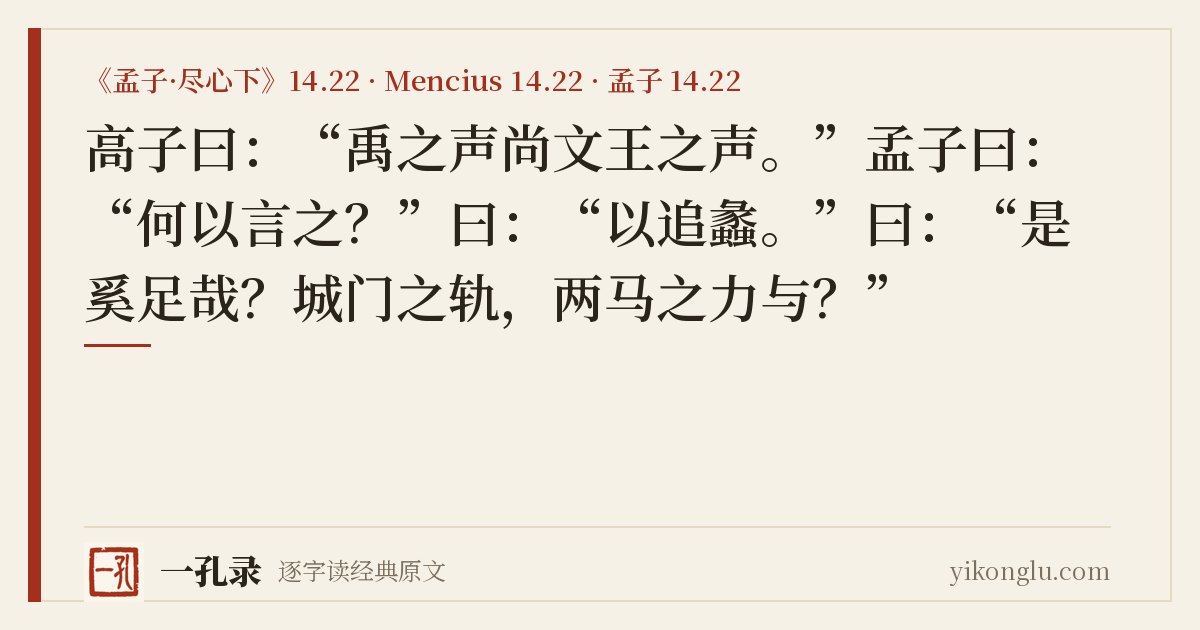 《孟子·尽心下》14.22 · Mencius 14.22 · 孟子 14.22
高子曰：“禹之声尚文王之声。”孟子曰：
“何以言之？”曰：“以追蠡。”曰：“是
奚足哉？城门之轨，两马之力与？”
一孔
一孔录 逐字读经典原文 yikonglu.com